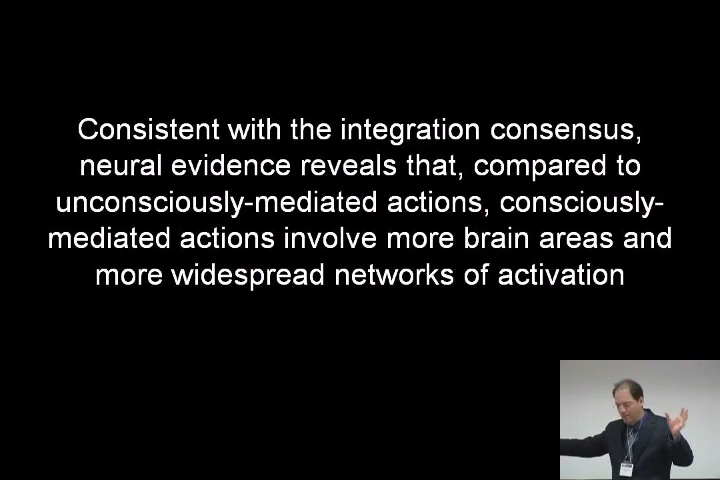 Consistent with the integration consensus,
neural evidence reveals that, compared to
unconsciously-mediated actions, consciously-
mediated actions involve more brain areas and
more widespread networks of activation